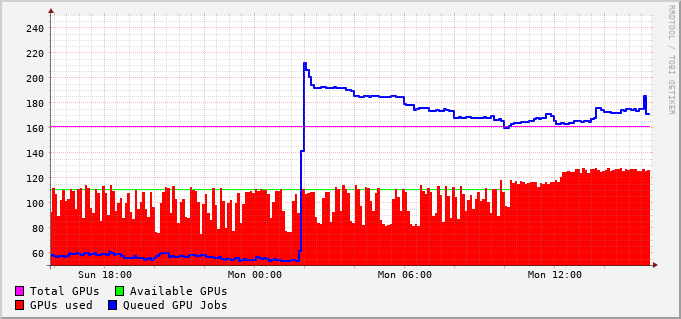 RRDTOOL / TOBI OETIKER
240
220
200
180
160
140
120
100
80
60
Sun 18:00 Mon 00:00 Mon 06:00 Mon 12:00
Total GPUs Available GPUs
GPUs used Queued GPU Jobs